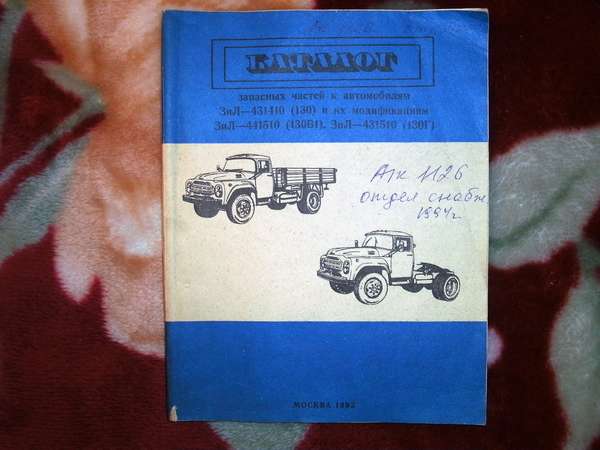 КАТАЛОГ
запасных частей к автомобилям
ЗиЛ—431410 (130) и их модификациям
ЗиЛ—441510 (130В1), ЗиЛ—431510 (130Г)
А/к 1126
отдел снабж
1994г
МОСКВА 1992